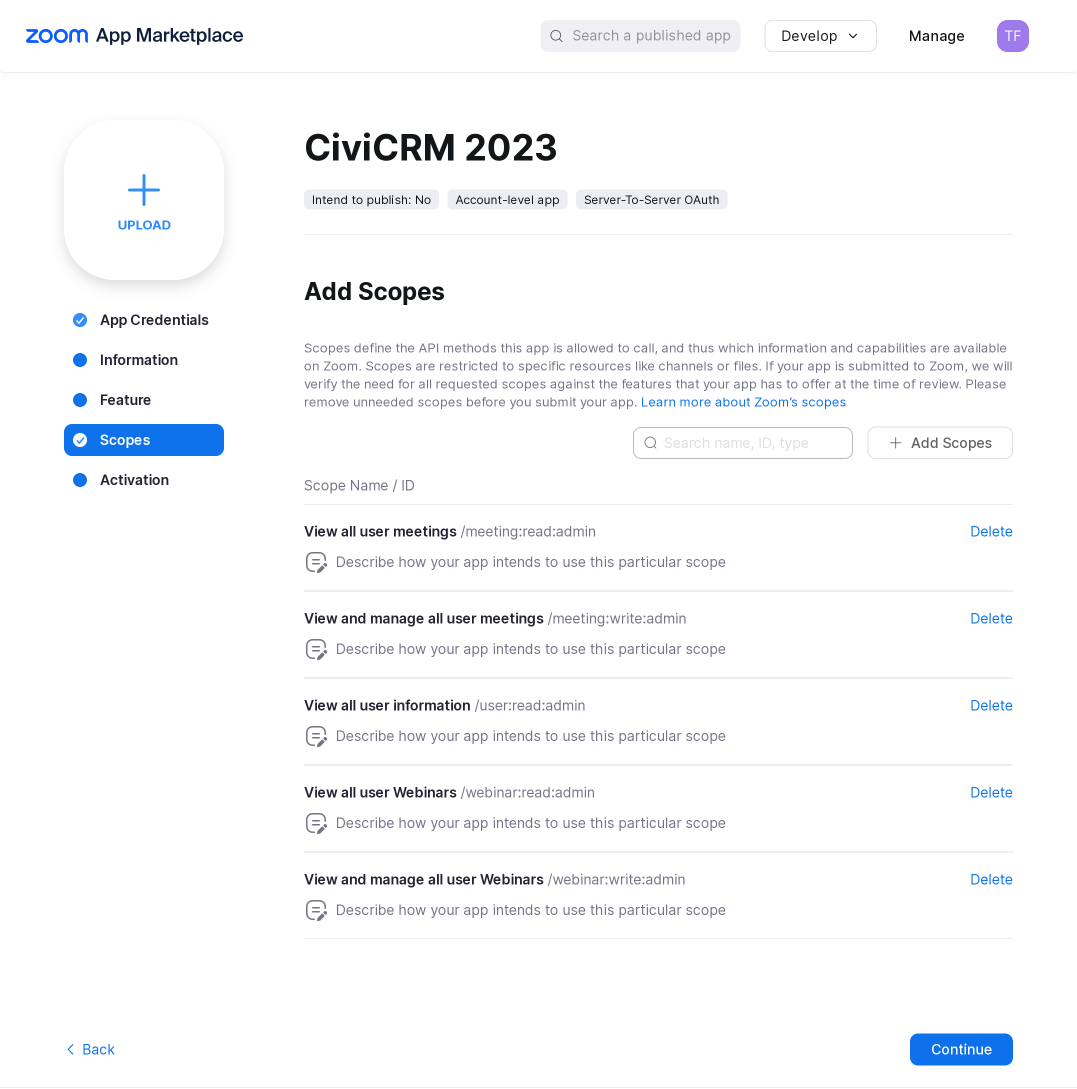 zoom App Marketplace
Search a published app
Develop
Manage
TF
UPLOAD
App Credentials
Information
Feature
Scopes
Activation
CiviCRM 2023
Intend to publish: No
Account-level app
Server-To-Server OAuth
Add Scopes
Scopes define the API methods this app is allowed to call, and thus which information and capabilities are available
on Zoom. Scopes are restricted to specific resources like channels or files. If your app is submitted to Zoom, we will
verify the need for all requested scopes against the features that your app has to offer at the time of review. Please
remove unneeded scopes before you submit your app. Learn more about Zoom's scopes
Search name, ID, type
Add Scopes
Scope Name / ID
View all user meetings /meeting:read:admin
Delete
Describe how your app intends to use this particular scope
View and manage all user meetings /meeting:write:admin
Delete
Describe how your app intends to use this particular scope
View all user information /user:read:admin
Delete
Describe how your app intends to use this particular scope
View all user Webinars /webinar:read:admin
Delete
Describe how your app intends to use this particular scope
View and manage all user Webinars /webinar:write:admin
Delete
Describe how your app intends to use this particular scope
Back
Continue